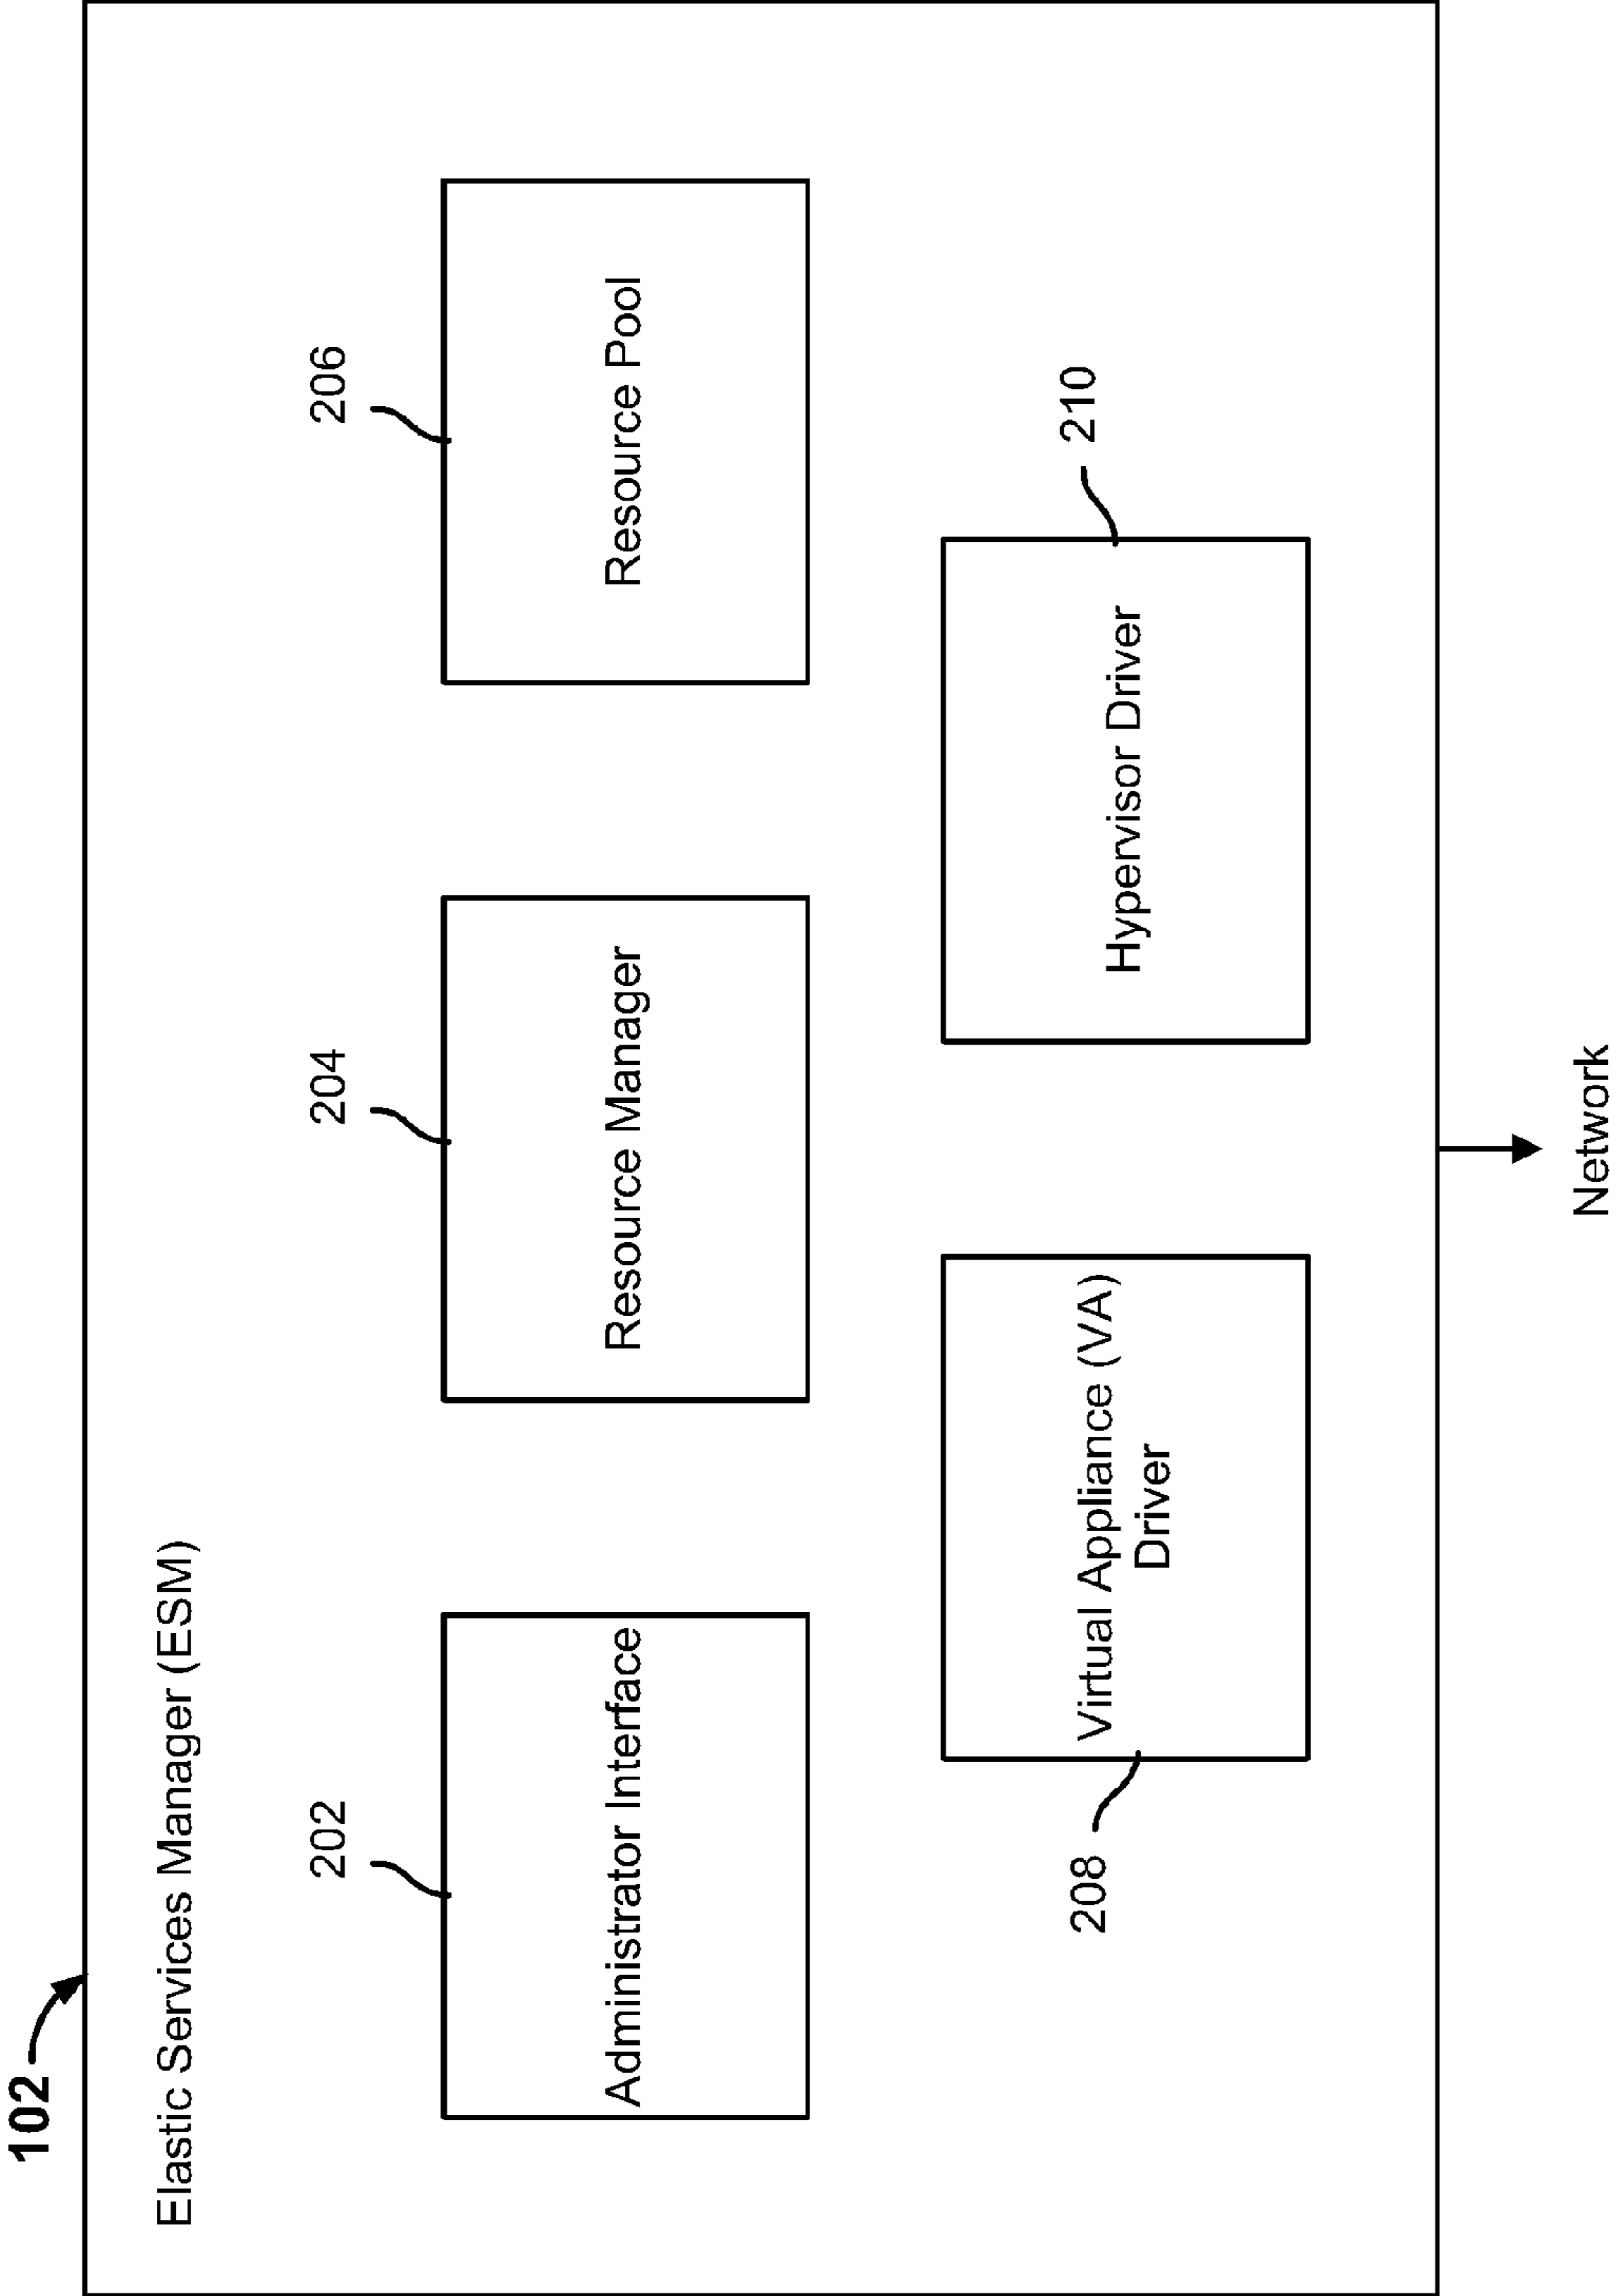 102
Elastic Services Manager (ESM)
202
204
206
Administrator Interface
Resource Manager
Resource Pool
208
Virtual Appliance (VA)
Driver
210
Hypervisor Driver
Network